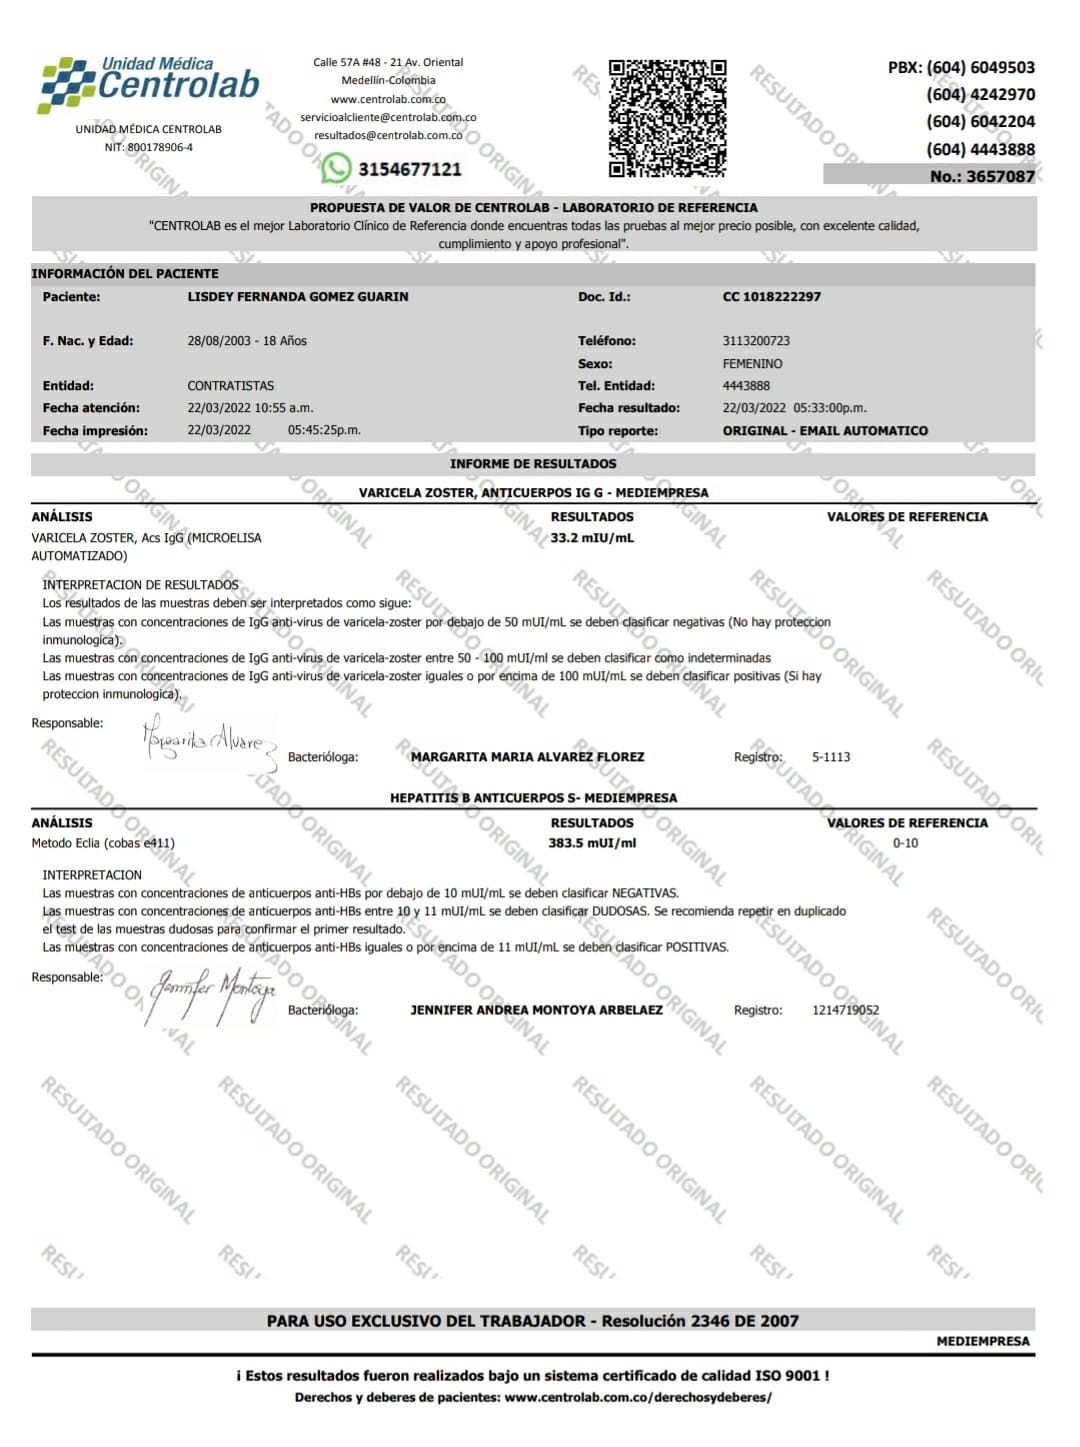 Unidad Médica
Centrolab
UNIDAD MÉDICA CENTROLAB
NIT: 800178906-4
Calle 57A #48 - 21 Av. Oriental
Medellín-Colombia
www.centrolab.com.co
servicioalcliente@centrolab.com.co
resultados@centrolab.com.co
3154677121
PBX: (604) 6049503
(604) 4242970
(604) 6042204
(604) 4443888
No.: 3657087
PROPUESTA DE VALOR DE CENTROLAB - LABORATORIO DE REFERENCIA
"CENTROLAB es el mejor Laboratorio Clínico de Referencia donde encuentras todas las pruebas al mejor precio posible, con excelente calidad,
cumplimiento y apoyo profesional".
INFORMACIÓN DEL PACIENTE
Paciente: LISDEY FERNANDA GOMEZ GUARIN Doc. Id.: CC 1018222297
F. Nac. y Edad: 28/08/2003 - 18 Años Teléfono: 3113200723
Sexo: FEMENINO
Entidad: CONTRATISTAS Tel. Entidad: 4443888
Fecha atención: 22/03/2022 10:55 a.m. Fecha resultado: 22/03/2022 05:33:00p.m.
Fecha impresión: 22/03/2022 05:45:25p.m. Tipo reporte: ORIGINAL - EMAIL AUTOMATICO
INFORME DE RESULTADOS
VARICELA ZOSTER, ANTICUERPOS IG G - MEDIEMPRESA
ANÁLISIS RESULTADOS VALORES DE REFERENCIA
VARICELA ZOSTER, Acs IgG (MICROELISA 33.2 mIU/mL
AUTOMATIZADO)
INTERPRETACION DE RESULTADOS
Los resultados de las muestras deben ser interpretados como sigue:
Las muestras con concentraciones de IgG anti-virus de varicela-zoster por debajo de 50 mUI/mL se deben clasificar negativas (No hay proteccion
inmunologica).
Las muestras con concentraciones de IgG anti-virus de varicela-zoster entre 50 - 100 mUI/ml se deben clasificar como indeterminadas
Las muestras con concentraciones de IgG anti-virus de varicela-zoster iguales o por encima de 100 mUI/mL se deben clasificar positivas (Si hay
proteccion inmunologica).
Responsable: Margarita Alvarez
Bacterióloga: MARGARITA MARIA ALVAREZ FLOREZ Registro: 5-1113
HEPATITIS B ANTICUERPOS S- MEDIEMPRESA
ANÁLISIS RESULTADOS VALORES DE REFERENCIA
Metodo Eclia (cobas e411) 383.5 mUI/ml 0-10
INTERPRETACION
Las muestras con concentraciones de anticuerpos anti-HBs por debajo de 10 mUI/mL se deben clasificar NEGATIVAS.
Las muestras con concentraciones de anticuerpos anti-HBs entre 10 y 11 mUI/mL se deben clasificar DUDOSAS. Se recomienda repetir en duplicado
el test de las muestras dudosas para confirmar el primer resultado.
Las muestras con concentraciones de anticuerpos anti-HBs iguales o por encima de 11 mUI/mL se deben clasificar POSITIVAS.
Responsable: Jennifer Montoya
Bacterióloga: JENNIFER ANDREA MONTOYA ARBELAEZ Registro: 1214719052
RESULTADO ORIGINAL
PARA USO EXCLUSIVO DEL TRABAJADOR - Resolución 2346 DE 2007
MEDIEMPRESA
¡ Estos resultados fueron realizados bajo un sistema certificado de calidad ISO 9001 !
Derechos y deberes de pacientes: www.centrolab.com.co/derechosydeberes/